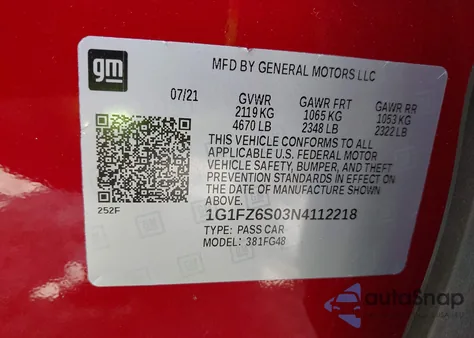 gm
MFD BY GENERAL MOTORS LLC
07/21 GVWR GAWR FRT GAWR RR
2119 KG 1065 KG 1053 KG
4670 LB 2348 LB 2322 LB
THIS VEHICLE CONFORMS TO ALL
APPLICABLE U.S. FEDERAL MOTOR
VEHICLE SAFETY, BUMPER, AND THEFT
PREVENTION STANDARDS IN EFFECT ON
THE DATE OF MANUFACTURE SHOWN
ABOVE.
252F
1G1FZ6S03N4112218
TYPE: PASS CAR
MODEL: 381FG48
autoSnap